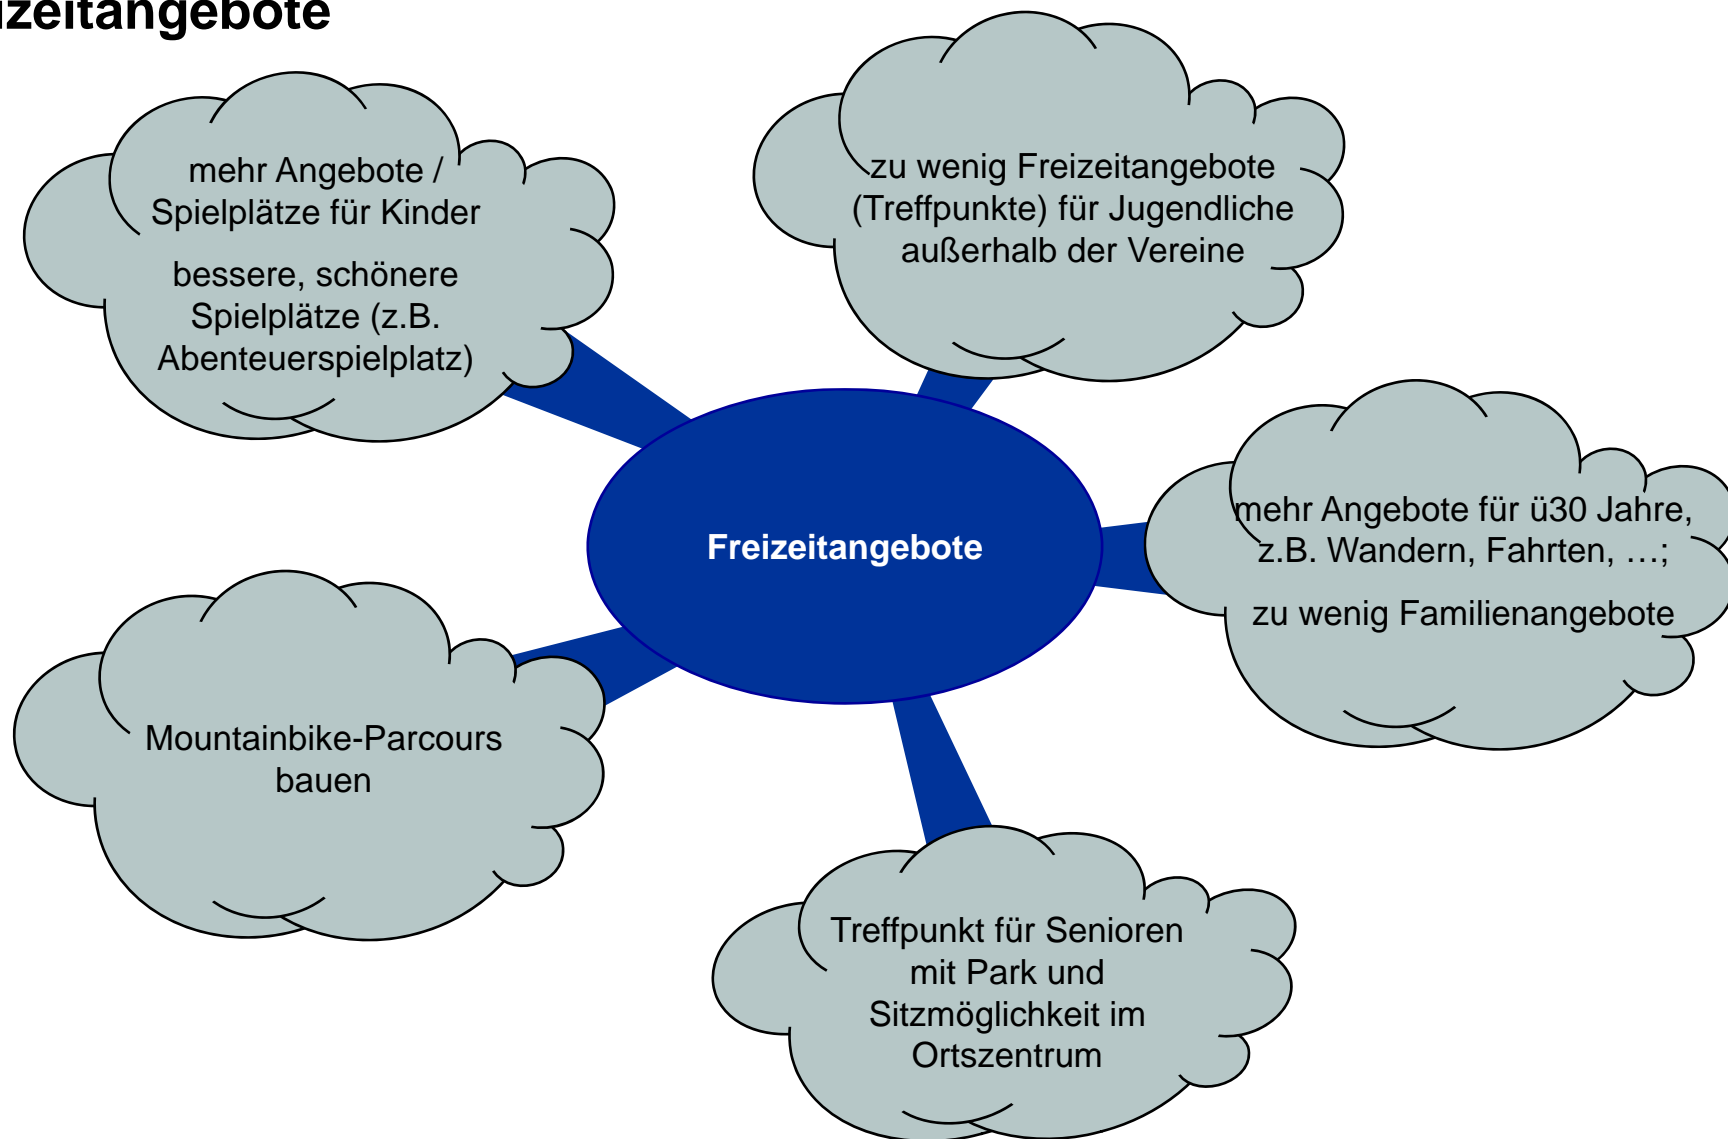 izeitangebote
mehr Angebote /
Spielplätze für Kinder
bessere, schönere
Spielplätze (z.B.
Abenteuerspielplatz)
zu wenig Freizeitangebote
(Treffpunkte) für Jugendliche
außerhalb der Vereine
Freizeitangebote
mehr Angebote für ü30 Jahre,
z.B. Wandern, Fahrten, …;
zu wenig Familienangebote
Mountainbike-Parcours
bauen
Treffpunkt für Senioren
mit Park und
Sitzmöglichkeit im
Ortszentrum